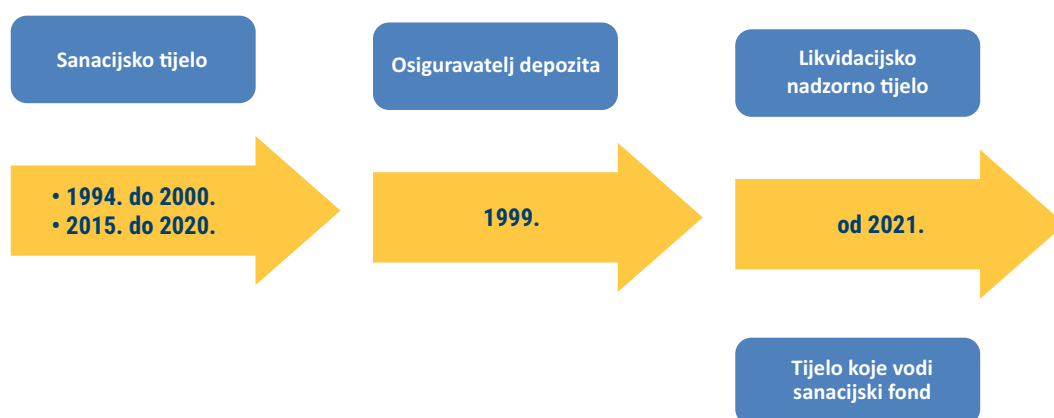 Sanacijsko tijelo
• 1994. do 2000.
• 2015. do 2020.
Osiguravatelj depozita
1999.
Likvidacijsko
nadzorno tijelo
od 2021.
Tijelo koje vodi
sanacijski fond